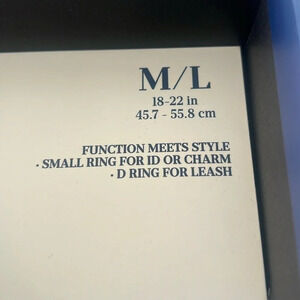 M/L
18-22 in
45.7 - 55.8 cm
FUNCTION MEETS STYLE
· SMALL RING FOR ID OR CHARM
· D RING FOR LEASH